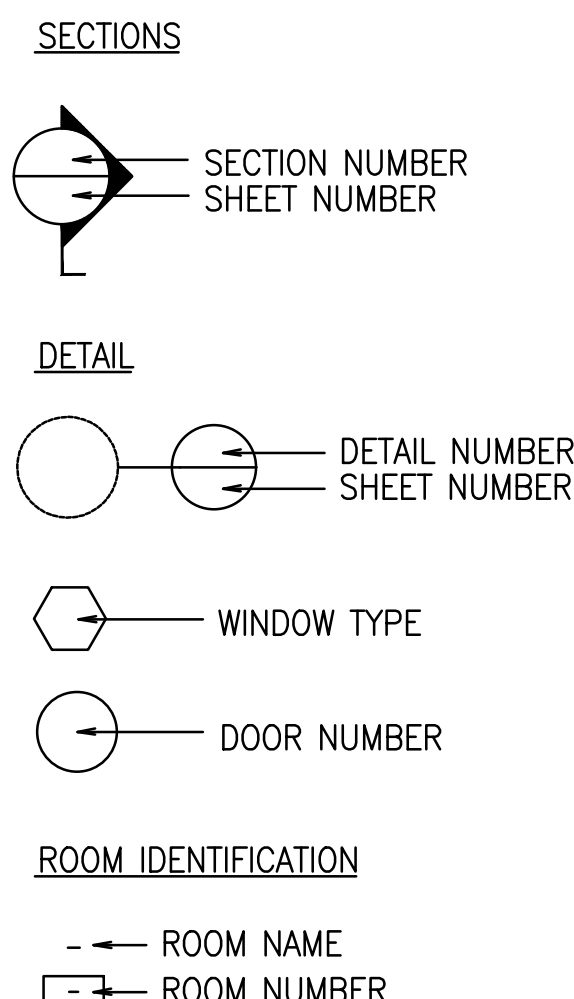 SECTIONS
SECTION NUMBER
SHEET NUMBER
DETAIL
DETAIL NUMBER
SHEET NUMBER
WINDOW TYPE
DOOR NUMBER
ROOM IDENTIFICATION
- ROOM NAME
- ROOM NUMBER